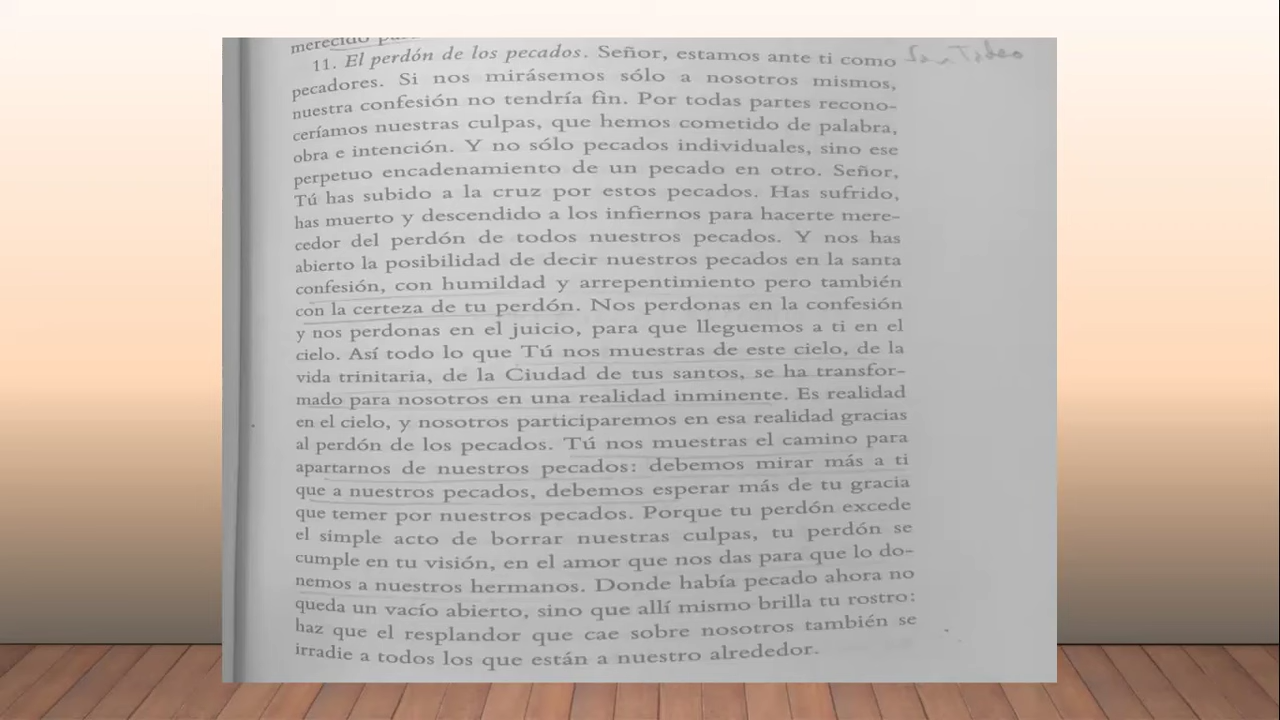 merecido
11. El perdón de los pecados. Señor, estamos ante ti como
pecadores. Si nos mirásemos sólo a nosotros mismos,
nuestra confesión no tendría fin. Por todas partes recono-
ceríamos nuestras culpas, que hemos cometido de palabra,
obra e intención. Y no sólo pecados individuales, sino ese
perpetuo encadenamiento de un pecado en otro. Señor,
Tú has subido a la cruz por estos pecados. Has sufrido,
has muerto y descendido a los infiernos para hacerte mere-
cedor del perdón de todos nuestros pecados. Y nos has
abierto la posibilidad de decir nuestros pecados en la santa
confesión, con humildad y arrepentimiento pero también
con la certeza de tu perdón. Nos perdonas en la confesión
y nos perdonas en el juicio, para que lleguemos a ti en el
cielo. Así todo lo que Tú nos muestras de este cielo, de la
vida trinitaria, de la Ciudad de tus santos, se ha transfor-
mado para nosotros en una realidad inminente. Es realidad
en el cielo, y nosotros participaremos en esa realidad gracias
al perdón de los pecados. Tú nos muestras el camino para
apartarnos de nuestros pecados: debemos mirar más a ti
que a nuestros pecados, debemos esperar más de tu gracia
que temer por nuestros pecados. Porque tu perdón excede
el simple acto de borrar nuestras culpas, tu perdón se
cumple en tu visión, en el amor que nos das para que lo do-
nemos a nuestros hermanos. Donde había pecado ahora no
queda un vacío abierto, sino que allí mismo brilla tu rostro:
haz que el resplandor que cae sobre nosotros también se
irradie a todos los que están a nuestro alrededor.